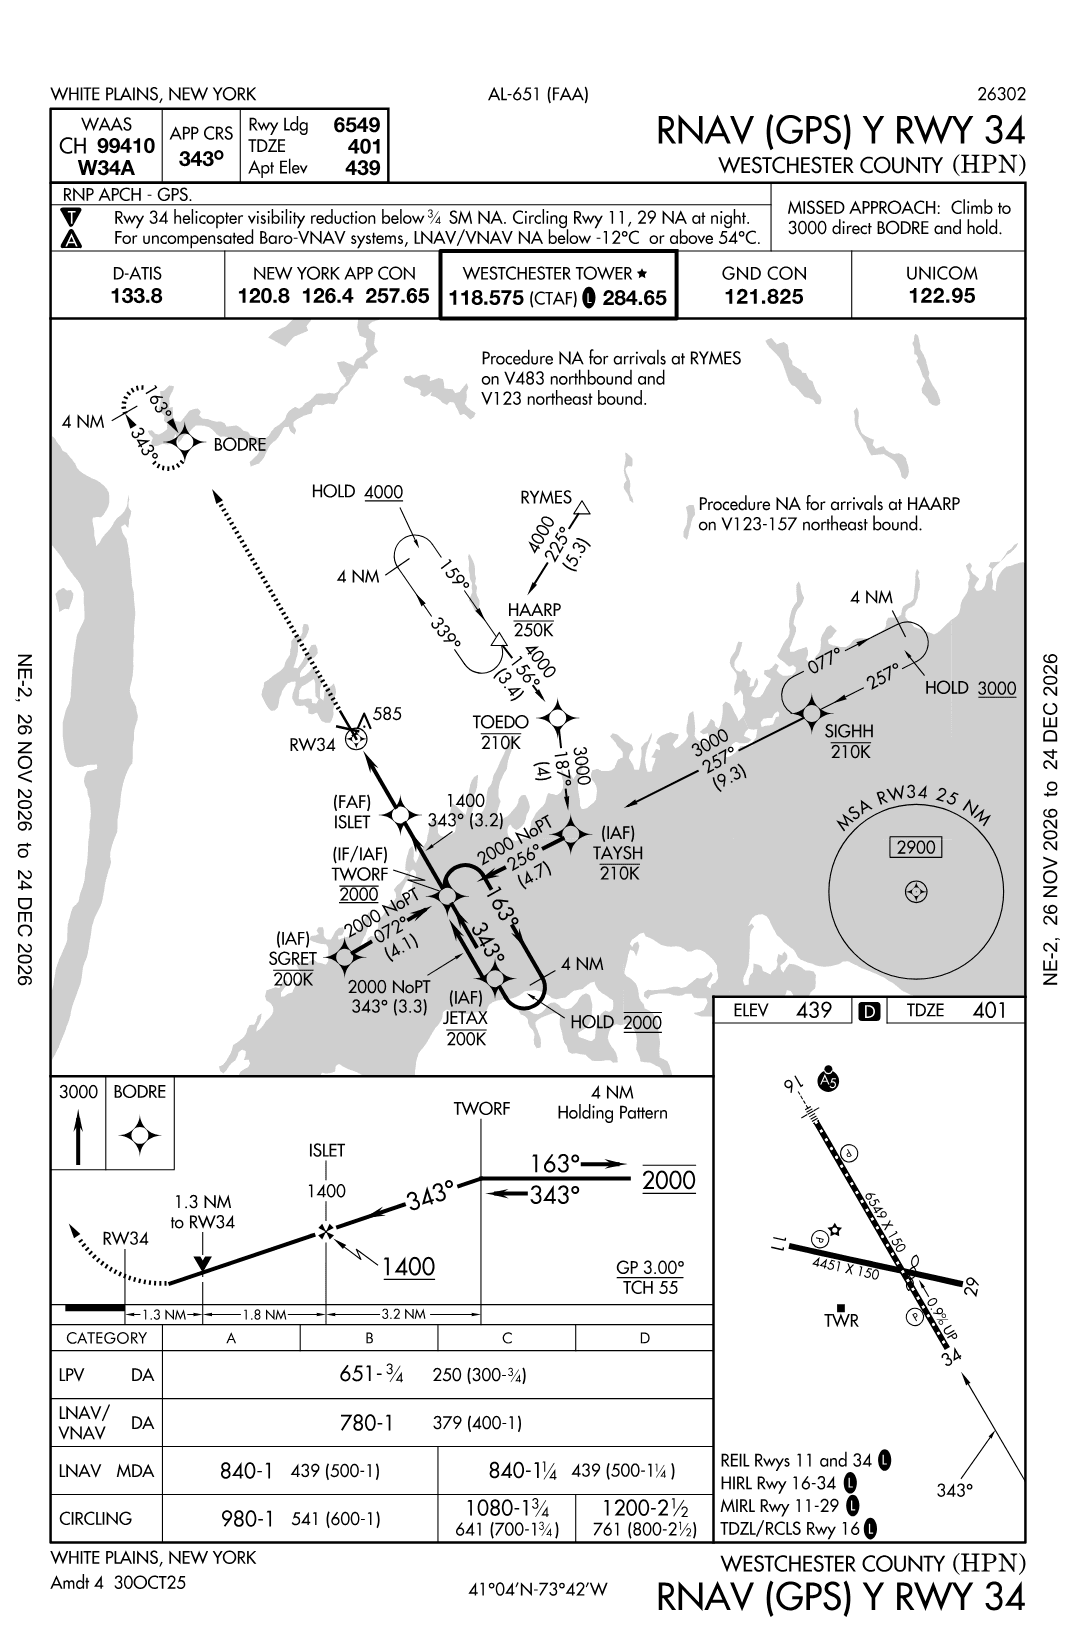 WHITE PLAINS, NEW YORK
AL-651 (FAA)
26302
WAAS
CH 99410
W34A
APP CRS
343°
Rwy Ldg 6549
TDZE 401
Apt Elev 439
RNAV (GPS) Y RWY 34
WESTCHESTER COUNTY (HPN)
RNP APCH - GPS.
T
Rwy 34 helicopter visibility reduction below ¾ SM NA. Circling Rwy 11, 29 NA at night.
A
For uncompensated Baro-VNAV systems, LNAV/VNAV NA below -12°C or above 54°C.
MISSED APPROACH: Climb to
3000 direct BODRE and hold.
D-ATIS
133.8
NEW YORK APP CON
120.8 126.4 257.65
WESTCHESTER TOWER ★
118.575 (CTAF) L 284.65
GND CON
121.825
UNICOM
122.95
Procedure NA for arrivals at RYMES
on V483 northbound and
V123 northeast bound.
163°
4 NM
343°
BODRE
HOLD 4000
RYMES
Procedure NA for arrivals at HAARP
on V123-157 northeast bound.
4000
225°
(5.3)
159°
4 NM
339°
HAARP
250K
4000
156°
(3.4)
4 NM
077°
257°
HOLD 3000
585
RW34
TOEDO
210K
SIGHH
210K
3000
187°
(4)
3000
257°
(9.3)
(FAF)
ISLET
1400
343° (3.2)
MSA RW34 25 NM
2900
(IAF)
TAYSH
210K
2000 NoPT
256°
(4.7)
(IF/IAF)
TWORF
2000
163°
343°
2000 NoPT
072°
(4.1)
(IAF)
SGRET
200K
4 NM
2000 NoPT
343° (3.3)
(IAF)
JETAX
200K
HOLD 2000
NE-2, 26 NOV 2026 to 24 DEC 2026
NE-2, 26 NOV 2026 to 24 DEC 2026
ELEV 439 D TDZE 401
16
A5
P
6549 X 150
11
P
4451 X 150
29
P
0.9% UP
TWR
34
343°
REIL Rwys 11 and 34 L
HIRL Rwy 16-34 L
MIRL Rwy 11-29 L
TDZL/RCLS Rwy 16 L
3000
BODRE
4 NM
Holding Pattern
TWORF
ISLET
1400
163°
343°
2000
343°
1.3 NM
to RW34
RW34
1400
GP 3.00°
TCH 55
1.3 NM
1.8 NM
3.2 NM
CATEGORY A B C D
LPV DA 651-¾ 250 (300-¾)
LNAV/
VNAV DA 780-1 379 (400-1)
LNAV MDA 840-1 439 (500-1) 840-1¼ 439 (500-1¼)
CIRCLING 980-1 541 (600-1)
1080-1¾
641 (700-1¾)
1200-2½
761 (800-2½)
WHITE PLAINS, NEW YORK
Amdt 4 30OCT25
41°04'N-73°42'W
WESTCHESTER COUNTY (HPN)
RNAV (GPS) Y RWY 34